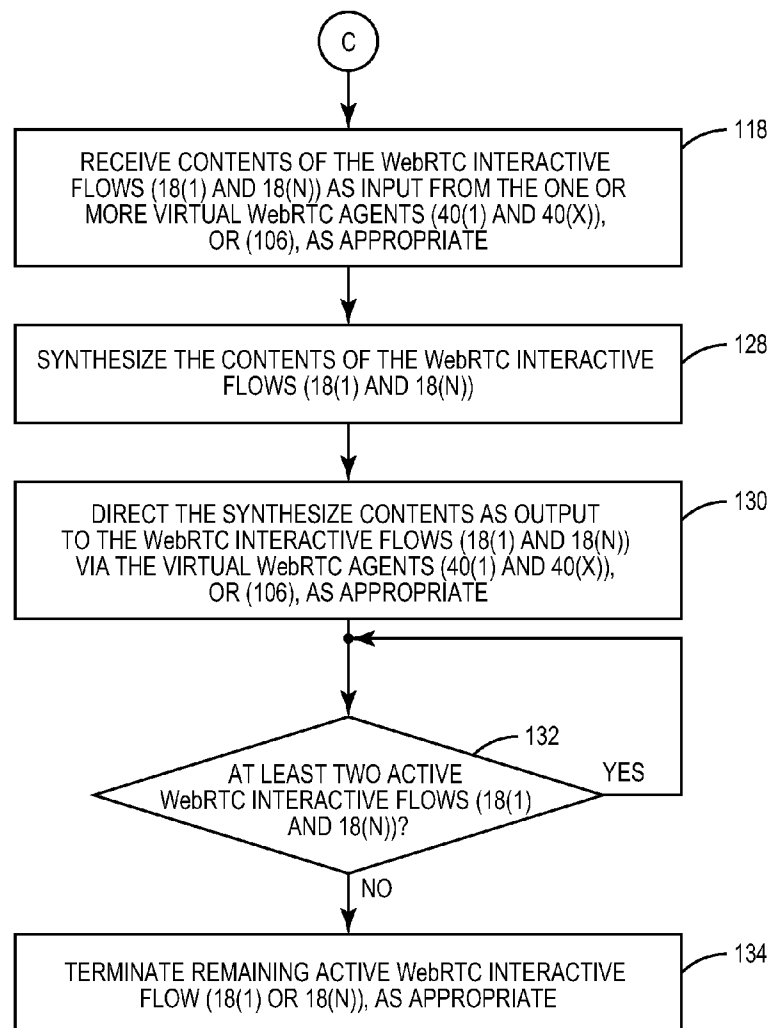 C
118
RECEIVE CONTENTS OF THE WebRTC INTERACTIVE
FLOWS (18(1) AND 18(N)) AS INPUT FROM THE ONE OR
MORE VIRTUAL WebRTC AGENTS (40(1) AND 40(X)),
OR (106), AS APPROPRIATE
128
SYNTHESIZE THE CONTENTS OF THE WebRTC INTERACTIVE
FLOWS (18(1) AND 18(N))
130
DIRECT THE SYNTHESIZE CONTENTS AS OUTPUT
TO THE WebRTC INTERACTIVE FLOWS (18(1) AND 18(N))
VIA THE VIRTUAL WebRTC AGENTS (40(1) AND 40(X)),
OR (106), AS APPROPRIATE
132
AT LEAST TWO ACTIVE
WebRTC INTERACTIVE FLOWS (18(1)
AND 18(N))?
YES
NO
134
TERMINATE REMAINING ACTIVE WebRTC INTERACTIVE
FLOW (18(1) OR 18(N)), AS APPROPRIATE